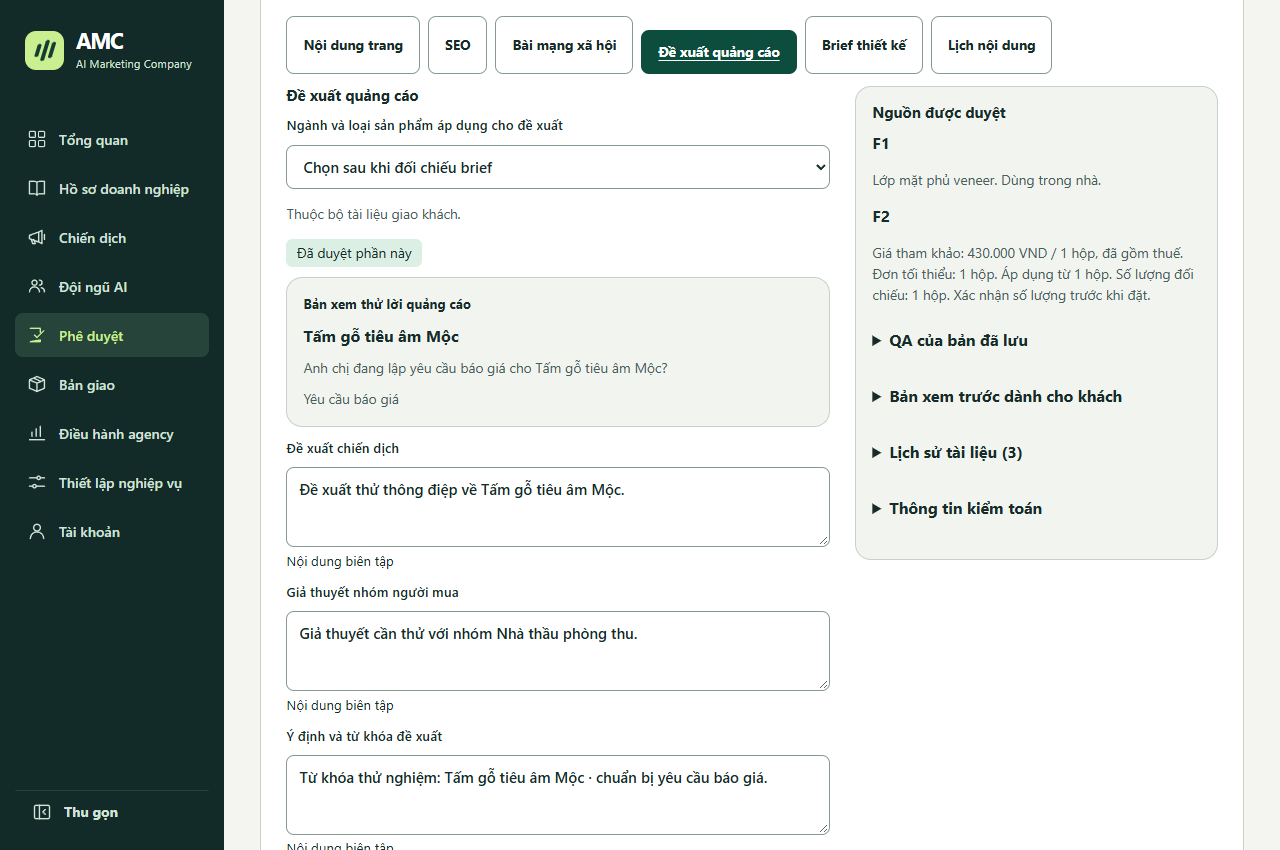 AMC
AI Marketing Company
Tổng quan
Hồ sơ doanh nghiệp
Chiến dịch
Đội ngũ AI
Phê duyệt
Bàn giao
Điều hành agency
Thiết lập nghiệp vụ
Tài khoản
Thu gọn
Nội dung trang
SEO
Bài mạng xã hội
Đề xuất quảng cáo
Brief thiết kế
Lịch nội dung
Đề xuất quảng cáo
Ngành và loại sản phẩm áp dụng cho đề xuất
Chọn sau khi đối chiếu brief
Thuộc bộ tài liệu giao khách.
Đã duyệt phần này
Bản xem thử lời quảng cáo
Tấm gỗ tiêu âm Mộc
Anh chị đang lập yêu cầu báo giá cho Tấm gỗ tiêu âm Mộc?
Yêu cầu báo giá
Đề xuất chiến dịch
Đề xuất thử thông điệp về Tấm gỗ tiêu âm Mộc.
Nội dung biên tập
Giả thuyết nhóm người mua
Giả thuyết cần thử với nhóm Nhà thầu phòng thu.
Nội dung biên tập
Ý định và từ khóa đề xuất
Từ khóa thử nghiệm: Tấm gỗ tiêu âm Mộc · chuẩn bị yêu cầu báo giá.
Nội dung biên tập
Nguồn được duyệt
F1
Lớp mặt phủ veneer. Dùng trong nhà.
F2
Giá tham khảo: 430.000 VND / 1 hộp, đã gồm thuế.
Đơn tối thiểu: 1 hộp. Áp dụng từ 1 hộp. Số lượng đối
chiếu: 1 hộp. Xác nhận số lượng trước khi đặt.
QA của bản đã lưu
Bản xem trước dành cho khách
Lịch sử tài liệu (3)
Thông tin kiểm toán